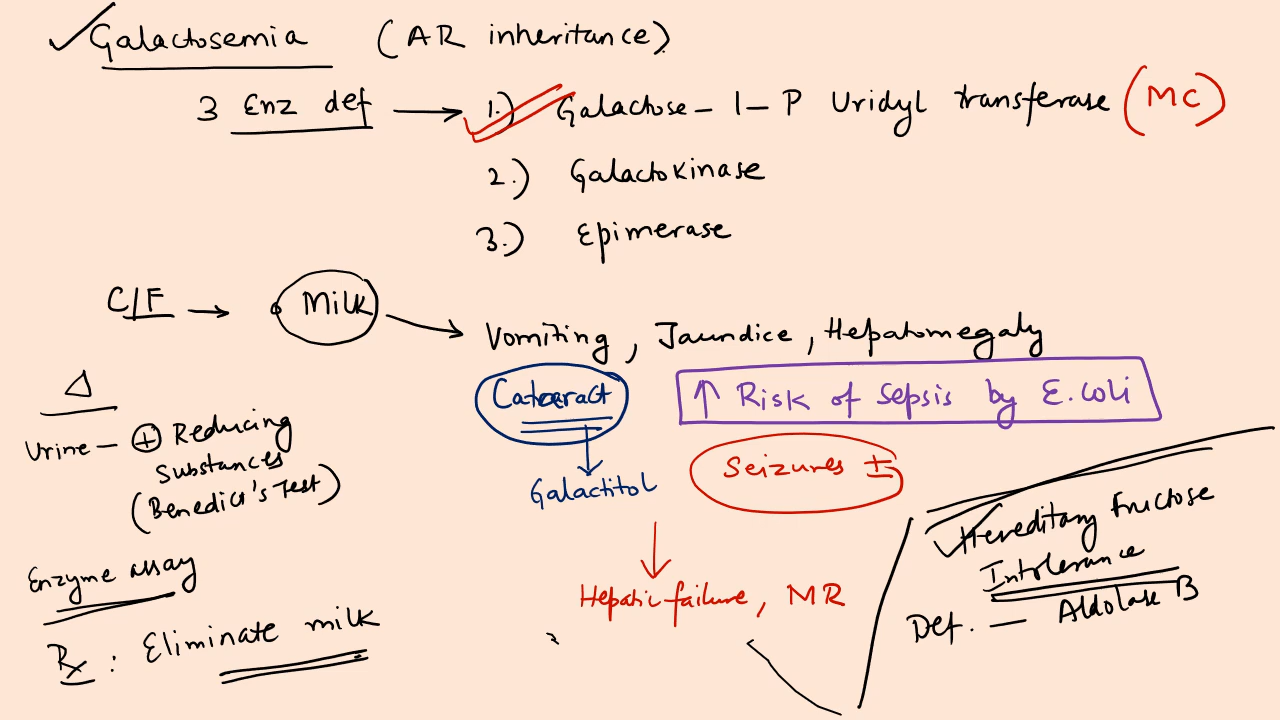 Galactosemia (AR inheritance)
3 Enz def → 1.) Galactose-1-P Uridyl transferase (MC)
2.) Galactokinase
3.) Epimerase
C/F → Milk → Vomiting, Jaundice, Hepatomegaly
Cataract
↓
Galactitol
↑ Risk of Sepsis by E.coli
Seizures ±
↓
Hepatic failure, MR
Δ
Urine - ⊕ Reducing
Substances
(Benedict's Test)
Enzyme assay
Rx : Eliminate milk
Hereditary Fructose
Intolerance
Def. — Aldolase B